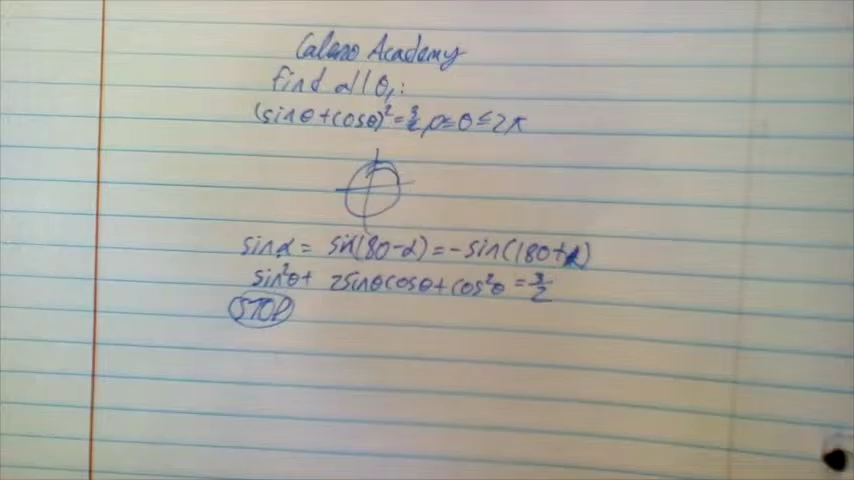 Calano Academy
find all θ,:
(sinθ+cosθ)² = 3/2, 0 ≤ θ ≤ 2π
sinα = sin(180-α) = -sin(180+α)
sin²θ + 2sinθcosθ + cos²θ = 3/2
STOP